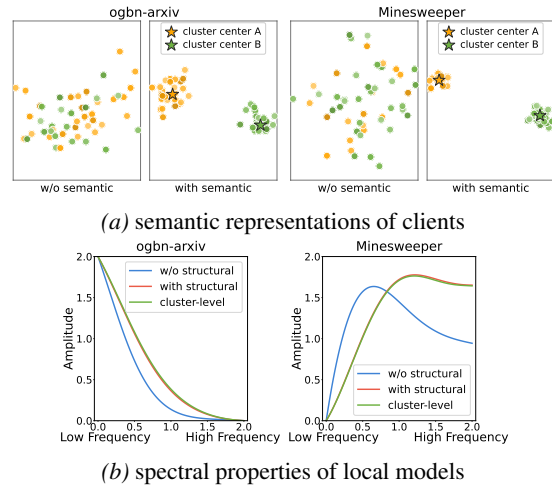 ogbn-arxiv
Minesweeper
cluster center A
cluster center B
cluster center A
cluster center B
w/o semantic
with semantic
w/o semantic
with semantic
(a) semantic representations of clients
ogbn-arxiv
Minesweeper
2.0
1.5
1.0
0.5
0.0
Amplitude
w/o structural
with structural
cluster-level
0.0 0.5 1.0 1.5 2.0
Low Frequency High Frequency
2.0
1.5
1.0
0.5
0.0
Amplitude
w/o structural
with structural
cluster-level
0.0 0.5 1.0 1.5 2.0
Low Frequency High Frequency
(b) spectral properties of local models